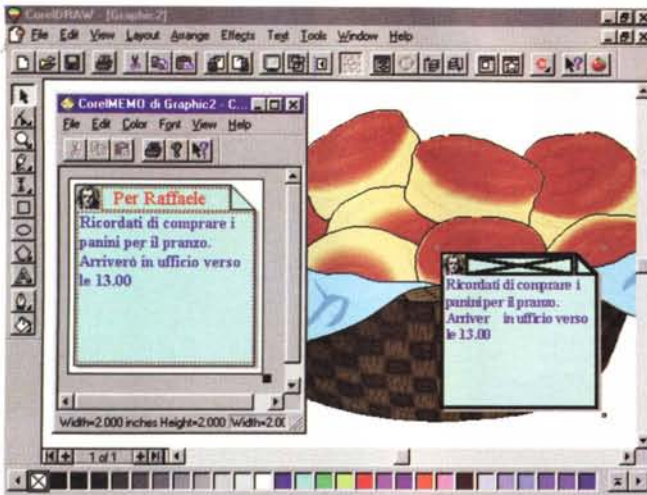 CorelDRAW - [Graphic2]
File Edit View Layout Arrange Effects Text Tools Window Help
CorelMEMO di Graphic2 - C...
File Edit Color Font View Help
Per Raffaele
Ricordati di comprare i
panini per il pranzo.
Arriverò in ufficio verso
le 13.00
Width=2.000 inches Height=2.000 Width=2.00
Ricordati di comprare i
panini per il pranzo.
Arriver in ufficio verso
le 13.00
1 of 1